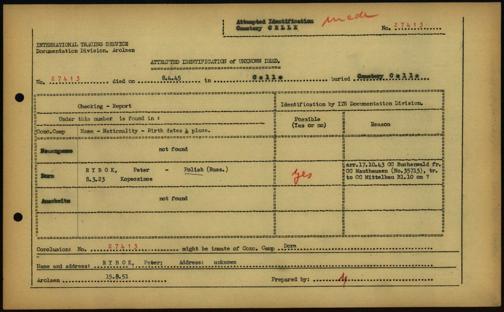 Attempted Identification
Cemetery CELLE
made
No. 27413
INTERNATIONAL TRACING SERVICE
Documentation Division, Arolsen
ATTEMPTED IDENTIFICATION of UNKNOWN DEAD.
No. 27413 died on 8.4.45 in Celle buried Cemetery Celle
Checking - Report
Identification by ITS Documentation Division.
Under this number is found in :
Possible (Yes or no)
Reason
Conc.Camp
Name - Nationality - Birth dates & place.
Neuengamme
not found
Dora
RYBOK, Peter - Polish (Russ.)
8.3.23 Kopaczince
yes
arr.17.10.43 CC Buchenwald fr.
CC Mauthausen (No.35713), tr.
to CC Mittelbau Bl.10 on ?
Auschwitz
not found
Conclusion: No. 27413 might be inmate of Conc. Camp Dora
Name and address: RYBOK, Peter; Address: unknown
Arolsen 15.8.51 Prepared by: